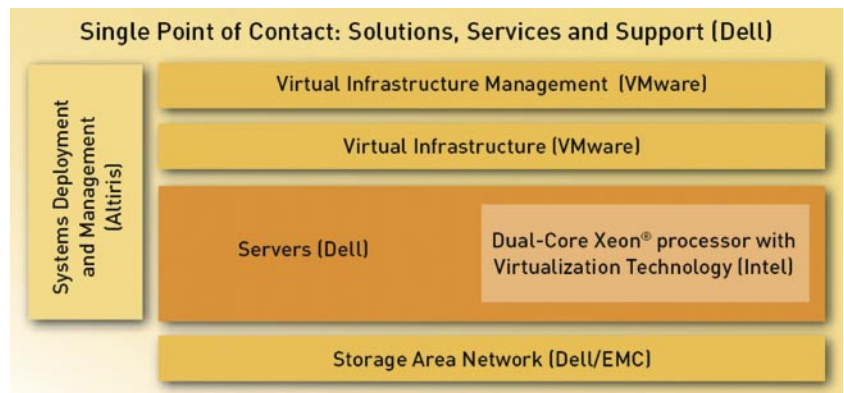 Single Point of Contact: Solutions, Services and Support (Dell)
Systems Deployment
and Management
(Altiris)
Virtual Infrastructure Management (VMware)
Virtual Infrastructure (VMware)
Servers (Dell)
Dual-Core Xeon® processor with
Virtualization Technology (Intel)
Storage Area Network (Dell/EMC)